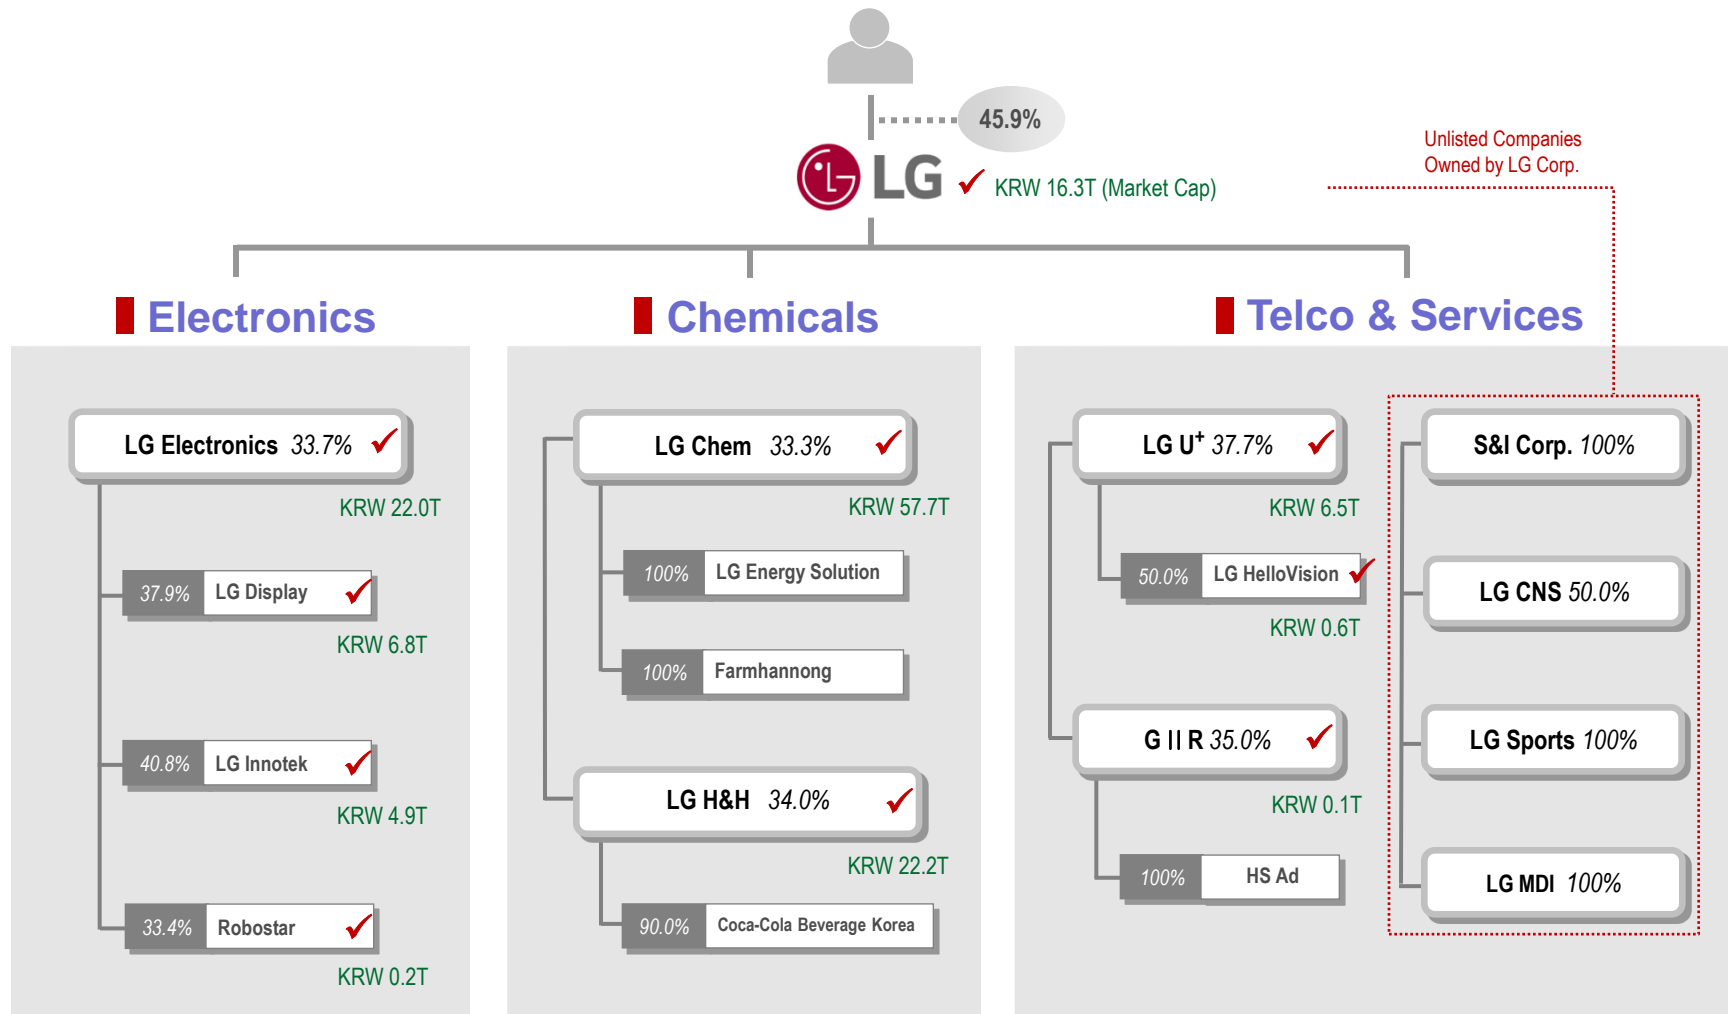 45.9%
LG
KRW 16.3T (Market Cap)
Unlisted Companies
Owned by LG Corp.
Electronics
LG Electronics 33.7%
KRW 22.0T
37.9% LG Display
KRW 6.8T
40.8% LG Innotek
KRW 4.9T
33.4% Robostar
KRW 0.2T
Chemicals
LG Chem 33.3%
KRW 57.7T
100% LG Energy Solution
100% Farmhannong
LG H&H 34.0%
KRW 22.2T
90.0% Coca-Cola Beverage Korea
Telco & Services
LG U+ 37.7%
KRW 6.5T
50.0% LG HelloVision
KRW 0.6T
G II R 35.0%
KRW 0.1T
100% HS Ad
S&I Corp. 100%
LG CNS 50.0%
LG Sports 100%
LG MDI 100%